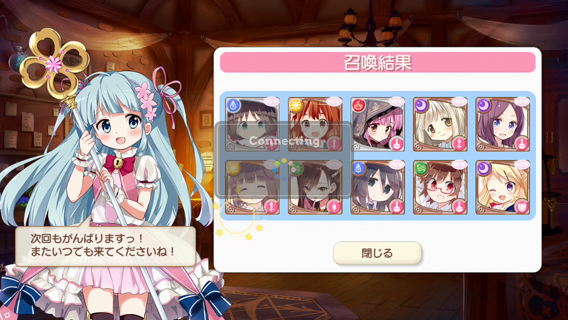 召喚結果
Connecting
次回もがんばりますっ！
またいつでも来てくださいね！
閉じる